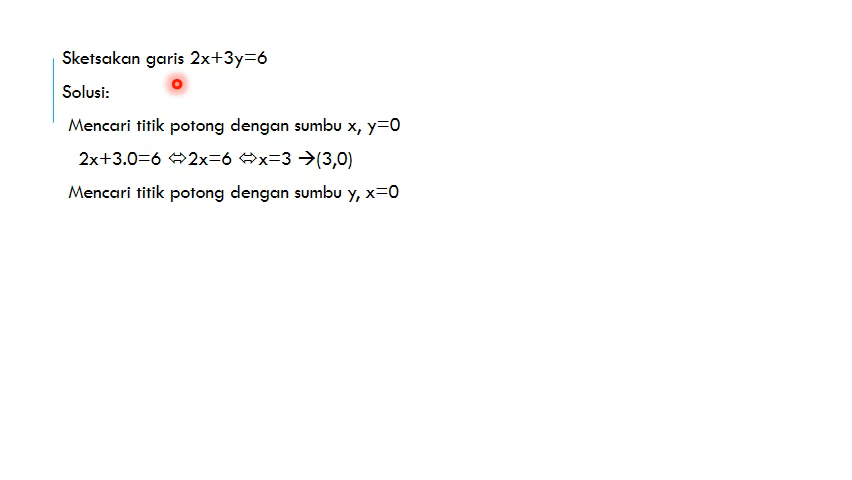 Sketsakan garis 2x+3y=6
Solusi:
Mencari titik potong dengan sumbu x, y=0
2x+3.0=6 ⇔2x=6 ⇔x=3 →(3,0)
Mencari titik potong dengan sumbu y, x=0